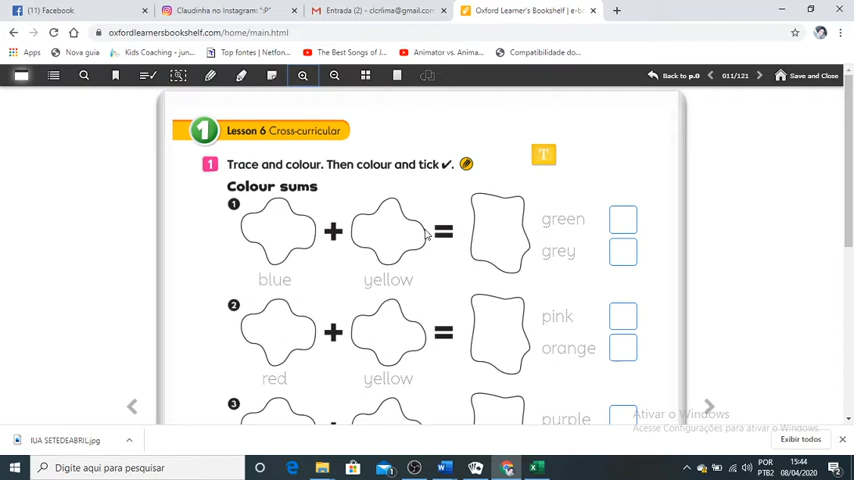 (11) Facebook
Claudinha no Instagram: ":P"
Entrada (2) - clcrlima@gmail.com
Oxford Learner's Bookshelf | e-b
oxfordlearnersbookshelf.com/home/main.html
Apps
Nova guia
Kids Coaching - jun...
Top fontes | Netfon...
The Best Songs of J...
Animator vs. Anima...
Compatibilidade do...
Back to p.0
011/121
Save and Close
1
Lesson 6 Cross-curricular
1 Trace and colour. Then colour and tick ✔.
T
Colour sums
1
+
=
green
grey
blue
yellow
2
+
=
pink
orange
red
yellow
3
purple
Ativar o Windows
Acesse Configurações para ativar o Windows.
IUA SETEDEABRIL.jpg
Exibir todos
Digite aqui para pesquisar
POR
PTB2
15:44
08/04/2020
2